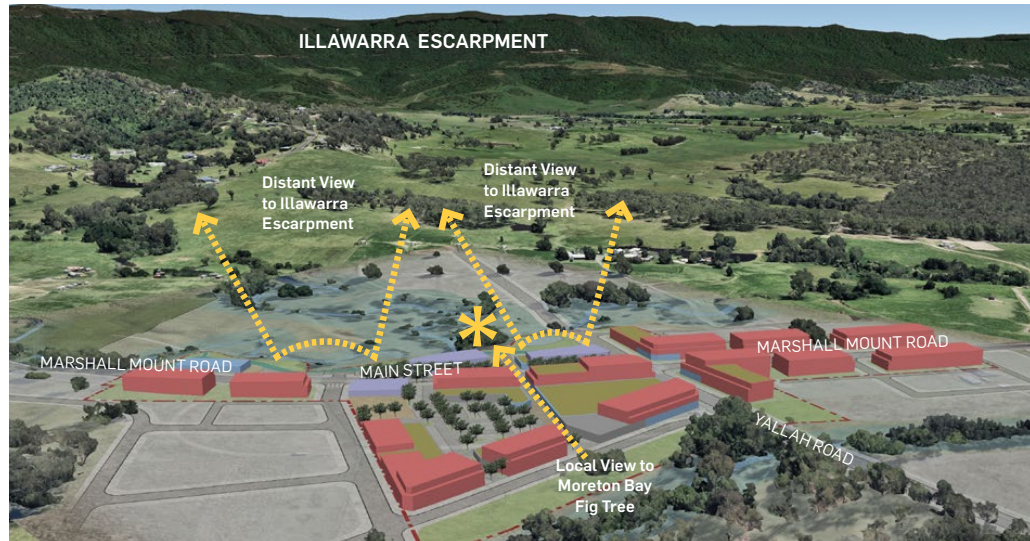 ILLAWARRA ESCARPMENT
Distant View
to Illawarra
Escarpment
Distant View
to Illawarra
Escarpment
MARSHALL MOUNT ROAD
MAIN STREET
MARSHALL MOUNT ROAD
YALLAH ROAD
Local View to
Moreton Bay
Fig Tree